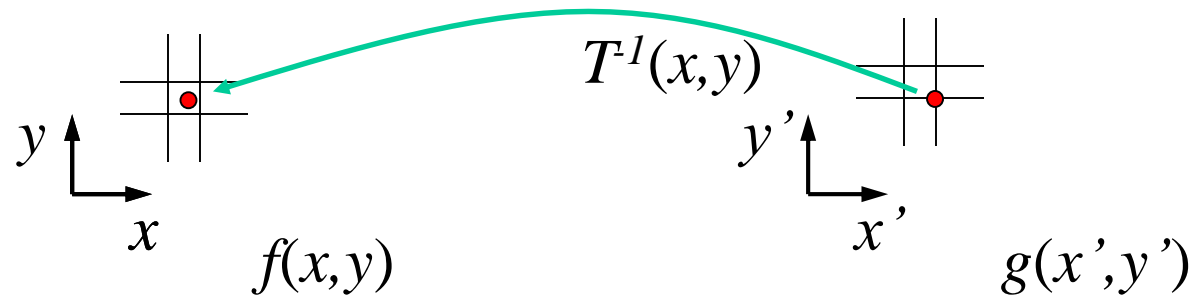 T⁻¹(x,y)
y
x
y’
x’
f(x,y)
g(x’,y’)